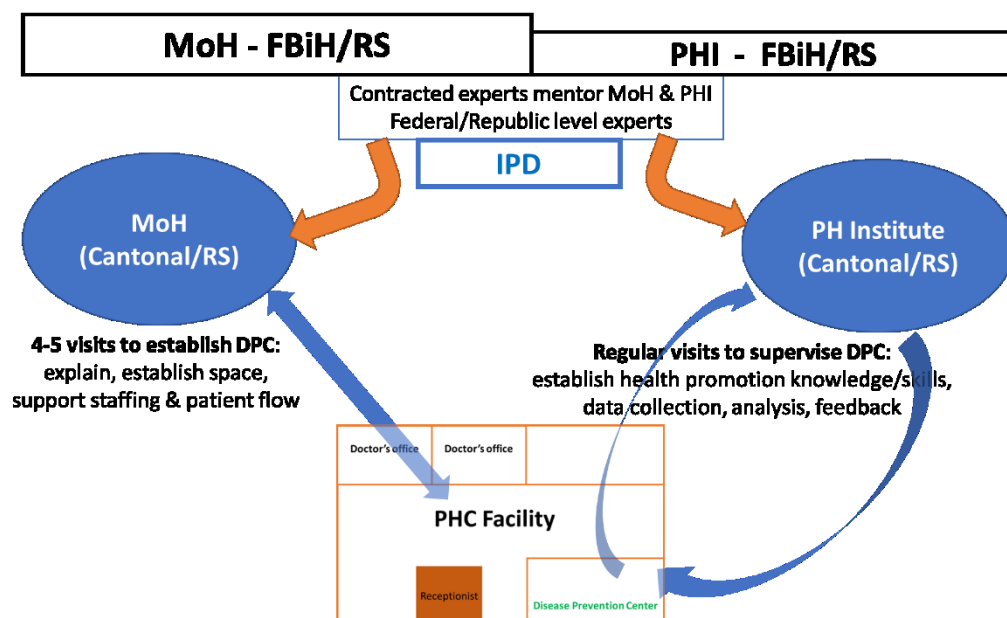 MoH - FBiH/RS
PHI - FBiH/RS
Contracted experts mentor MoH & PHI
Federal/Republic level experts
IPD
MoH
(Cantonal/RS)
PH Institute
(Cantonal/RS)
4-5 visits to establish DPC:
explain, establish space,
support staffing & patient flow
Regular visits to supervise DPC:
establish health promotion knowledge/skills,
data collection, analysis, feedback
Doctor's office
Doctor's office
PHC Facility
Receptionist
Disease Prevention Center